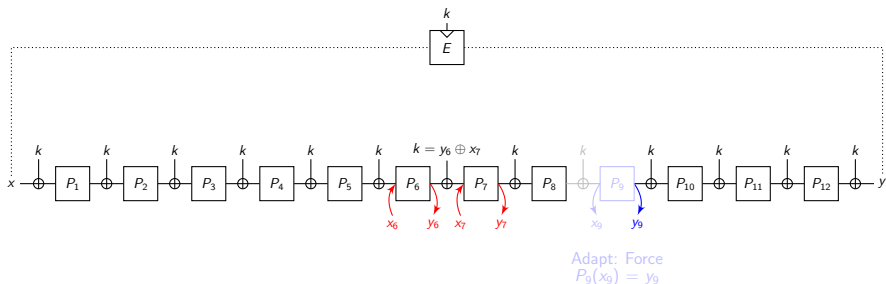 k
E
k = y₆ ⊕ x₇
k k k k k k k k k k k k
x P₁ P₂ P₃ P₄ P₅ P₆ P₇ P₈ P₉ P₁₀ P₁₁ P₁₂ y
x₆ y₆ x₇ y₇ x₉ y₉
Adapt: Force
P₉(x₉) = y₉